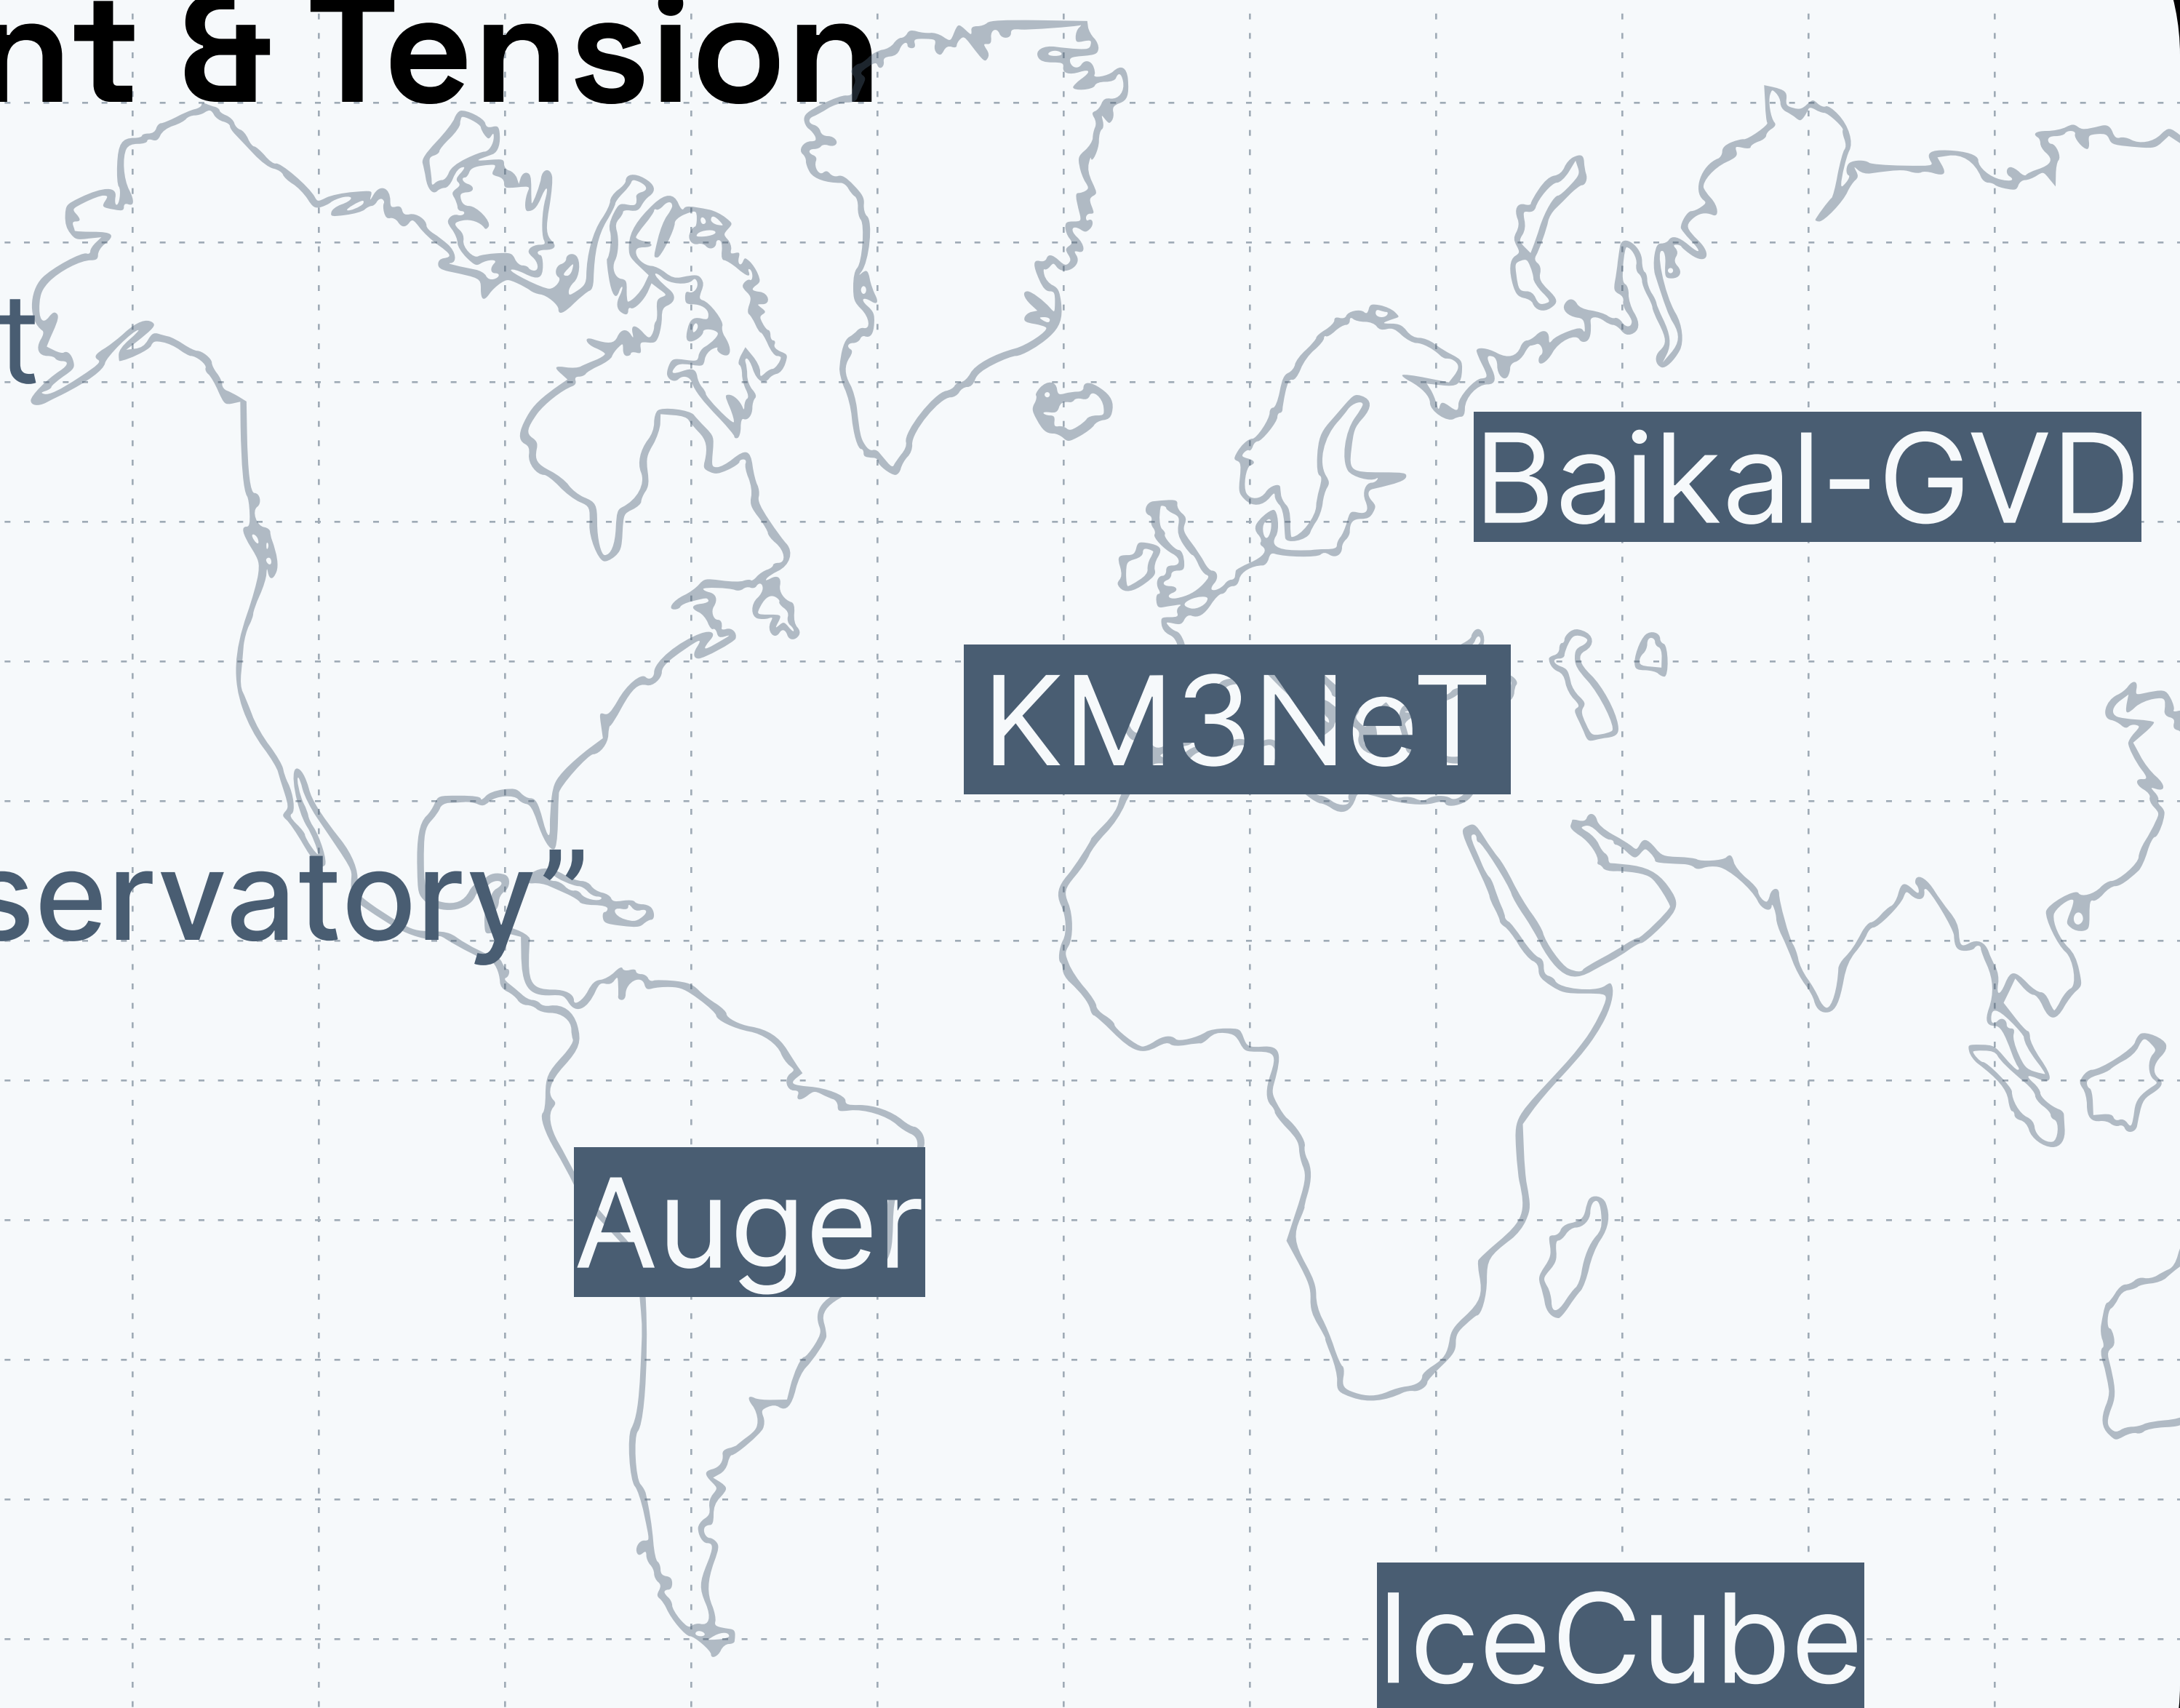 nt & Tension
t
Baikal-GVD
KM3NeT
servatory”
Auger
IceCube